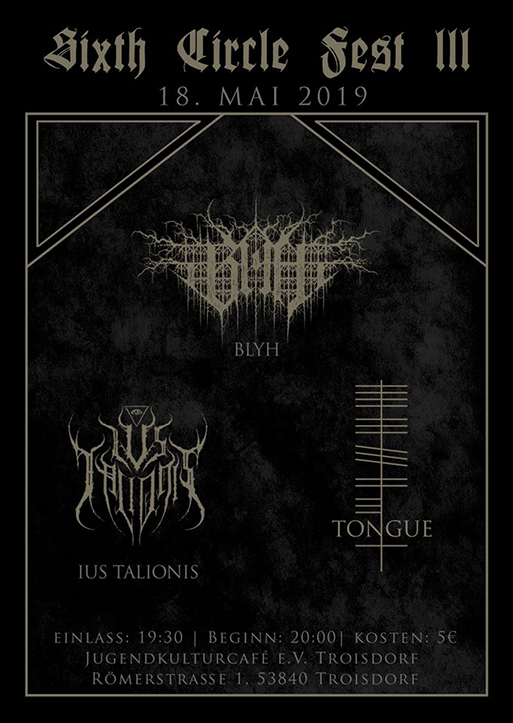 Sixth Circle Fest III
18. MAI 2019
BLYH
BLYH
IUS
TALIONIS
IUS TALIONIS
TONGUE
EINLASS: 19:30 | BEGINN: 20:00| KOSTEN: 5€
JUGENDKULTURCAFÉ E.V. TROISDORF
RÖMERSTRASSE 1, 53840 TROISDORF